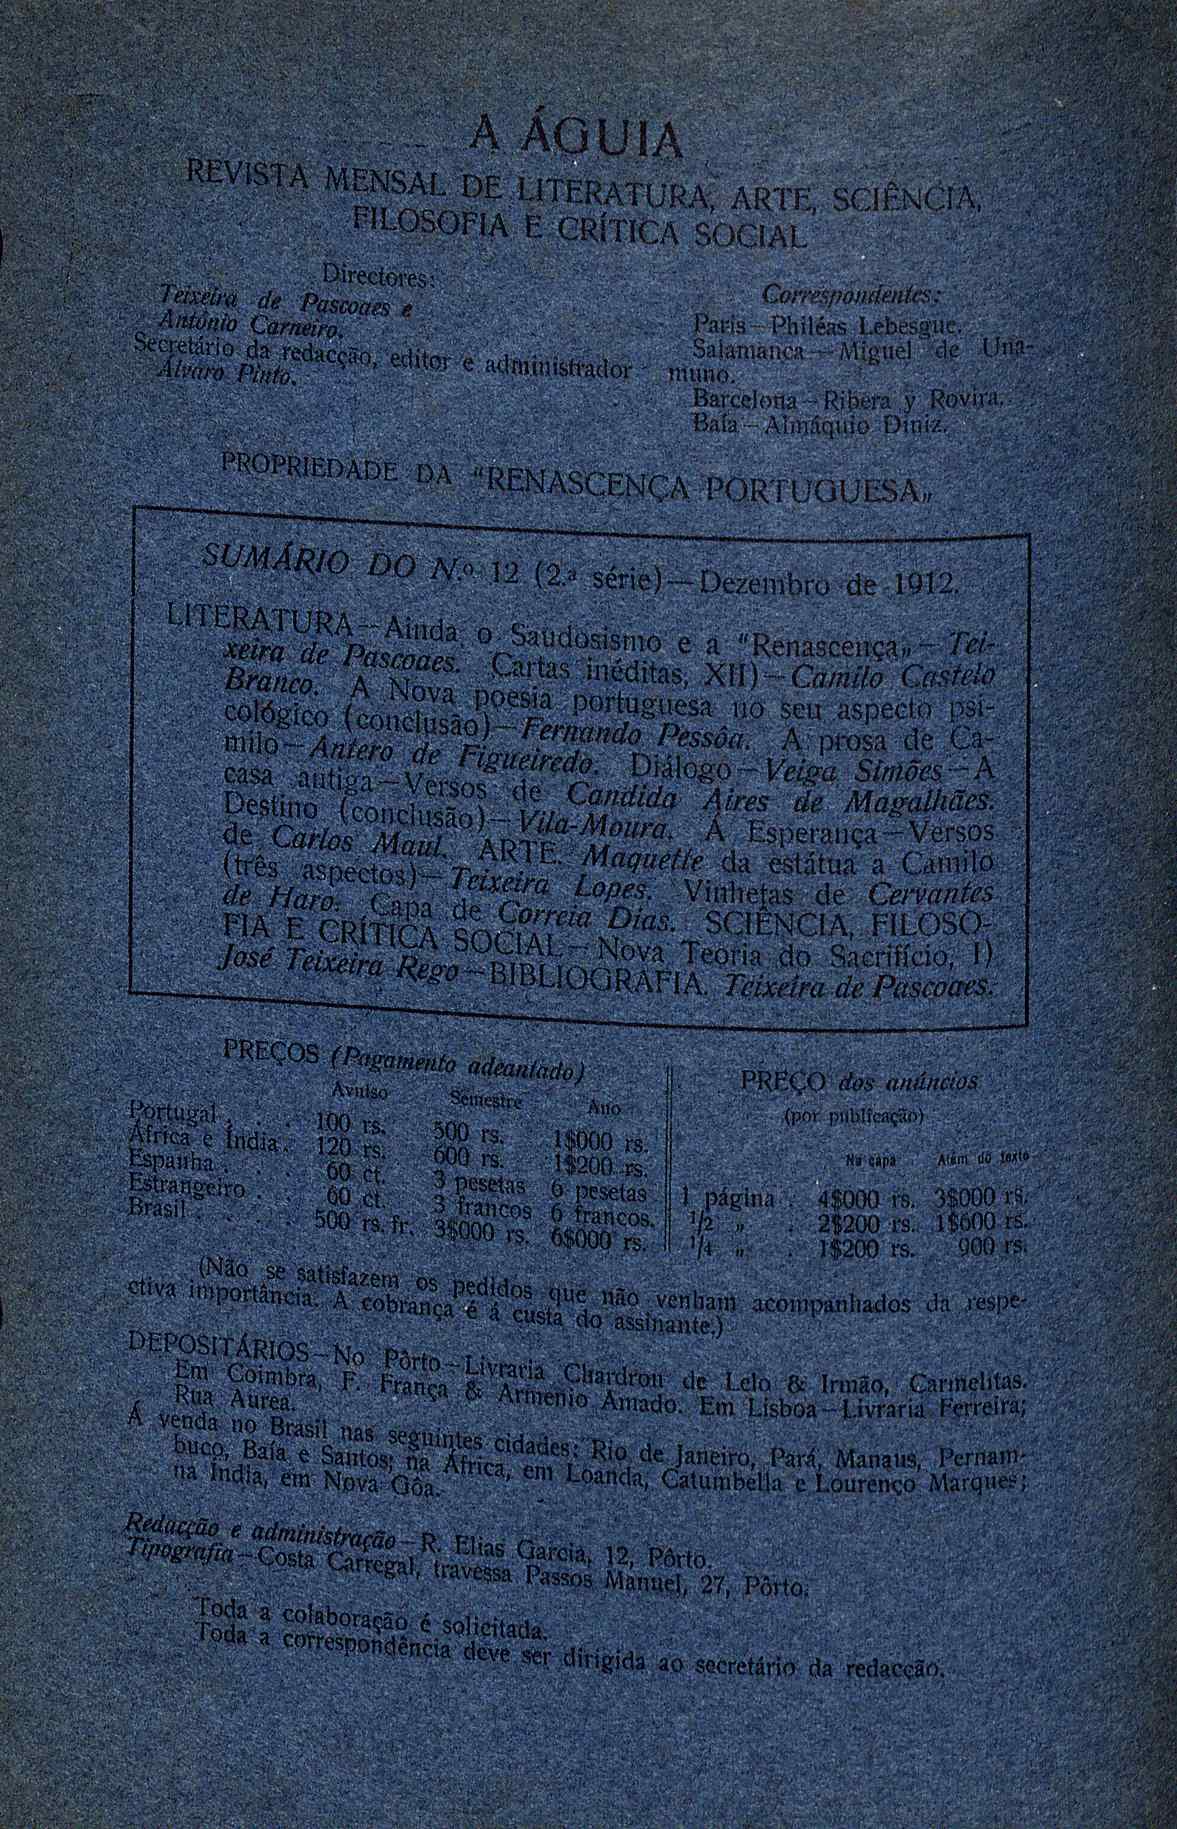 A ÁGUIA
REVISTA MENSAL DE LITERATURA, ARTE, SCIÊNCIA,
FILOSOFIA E CRÍTICA SOCIAL
Directores:
Teixeira de Pascoaes e
António Carneiro.
Secretário da redacção, editor e administrador
Álvaro Pinto.
Correspondentes:
Paris—Philéas Lebesgue.
Salamanca—Miguel de Una-
muno.
Barcelona—Ribera y Rovira.
Baía—Almáquio Diniz.
PROPRIEDADE DA "RENASCENÇA PORTUGUESA„
SUMÁRIO DO N.º 12 (2.ª série)—Dezembro de 1912.
LITERATURA—Ainda o Saudosismo e a "Renascença„—Tei-
xeira de Pascoaes. Cartas inéditas, XII)—Camilo Castelo
Branco. A Nova poesia portuguesa no seu aspecto psi-
cológico (conclusão)—Fernando Pessôa. A prosa de Ca-
milo—Antero de Figueiredo. Diálogo—Veiga Simões—A
casa antiga—Versos de Candida Aires de Magalhães.
Destino (conclusão)—Vila-Moura. Á Esperança—Versos
de Carlos Maul. ARTE. Maquette da estátua a Camilo
(três aspectos)—Teixeira Lopes. Vinhetas de Cervantes
de Haro. Capa de Correia Dias. SCIÊNCIA, FILOSO-
FIA E CRÍTICA SOCIAL—Nova Teoria do Sacrifício, I)
José Teixeira Rego—BIBLIOGRAFIA. Teixeira de Pascoaes.
PREÇOS (Pagamento adeantado)
Avulso Semestre Ano
Portugal . . . 100 rs. 500 rs. 1$000 rs.
África e Índia . 120 rs. 600 rs. 1$200 rs.
Espanha . . . 60 ct. 3 pesetas 6 pesetas
Estrangeiro . . 60 ct. 3 francos 6 francos.
Brasil . . . . 500 rs. fr. 3$000 rs. 6$000 rs.
PREÇO dos anúncios
(por publicação)
Na capa Além do texto
1 página . 4$000 rs. 3$000 rs.
1/2 „ . 2$200 rs. 1$600 rs.
1/4 „ . 1$200 rs. 900 rs.
(Não se satisfazem os pedidos que não venham acompanhados da respe-
ctiva importância. A cobrança é á custa do assinante.)
DEPOSITÁRIOS—No Pôrto—Livraria Chardron de Lelo & Irmão, Carmelitas.
Em Coimbra, F. França & Armenio Amado. Em Lisboa—Livraria Ferreira;
Rua Aurea.
Á venda no Brasil nas seguintes cidades: Rio de Janeiro, Pará, Manaus, Pernam-
buco, Baía e Santos; na África, em Loanda, Catumbella e Lourenço Marques;
na Índia, em Nova Gôa.
Redacção e administração—R. Elias Garcia, 12, Pôrto.
Tipografia—Costa Carregal, travessa Passos Manuel, 27, Pôrto.
Toda a colaboração é solicitada.
Toda a correspondência deve ser dirigida ao secretário da redacção.